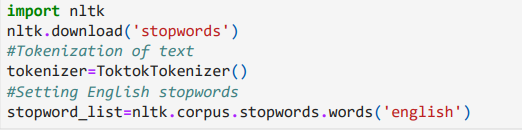 import nltk
nltk.download('stopwords')
#Tokenization of text
tokenizer=ToktokTokenizer()
#Setting English stopwords
stopword_list=nltk.corpus.stopwords.words('english')